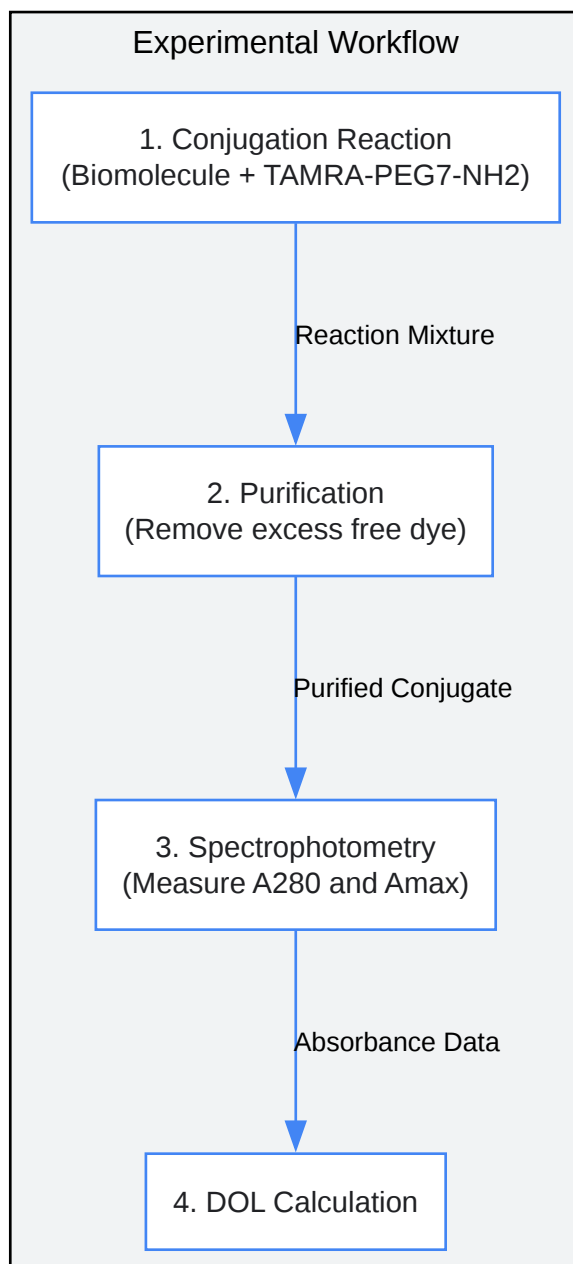 Experimental Workflow
1. Conjugation Reaction
(Biomolecule + TAMRA-PEG7-NH2)
Reaction Mixture
2. Purification
(Remove excess free dye)
Purified Conjugate
3. Spectrophotometry
(Measure A280 and Amax)
Absorbance Data
4. DOL Calculation